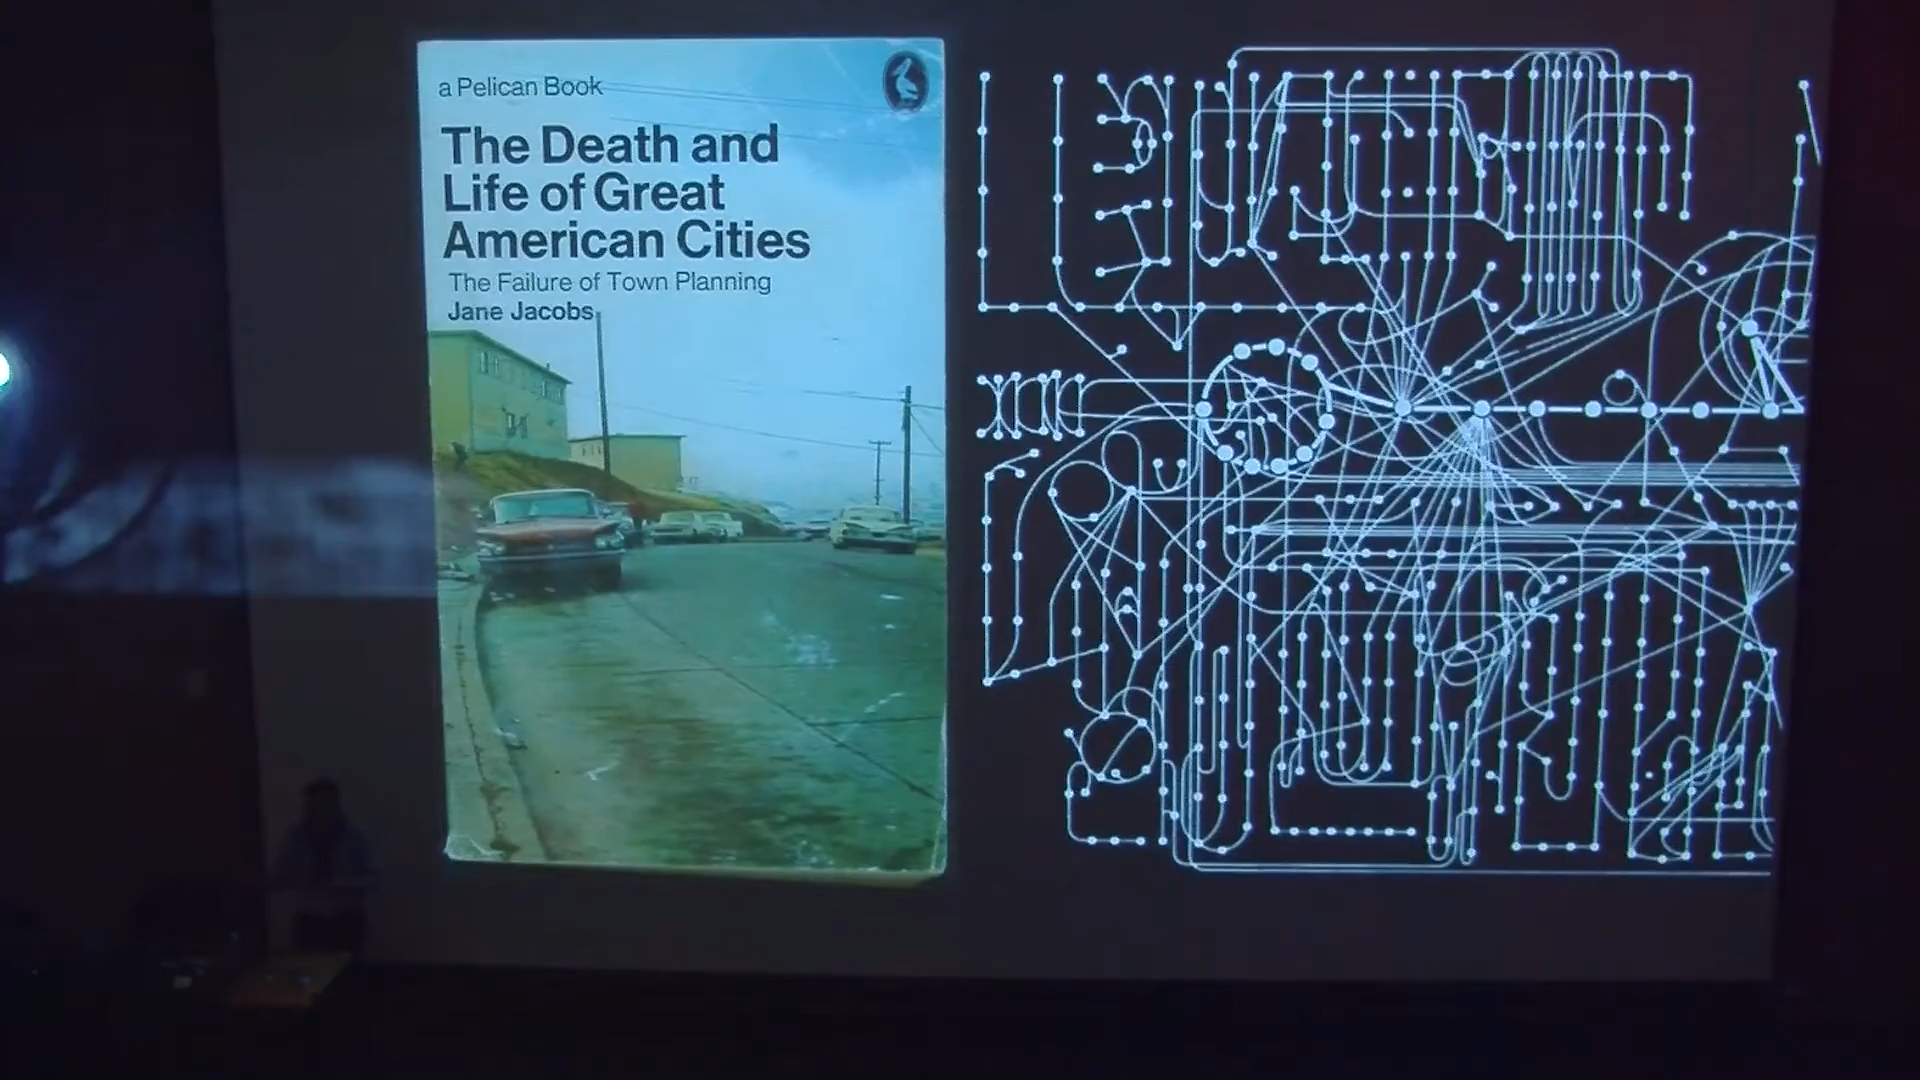 a Pelican Book
The Death and
Life of Great
American Cities
The Failure of Town Planning
Jane Jacobs